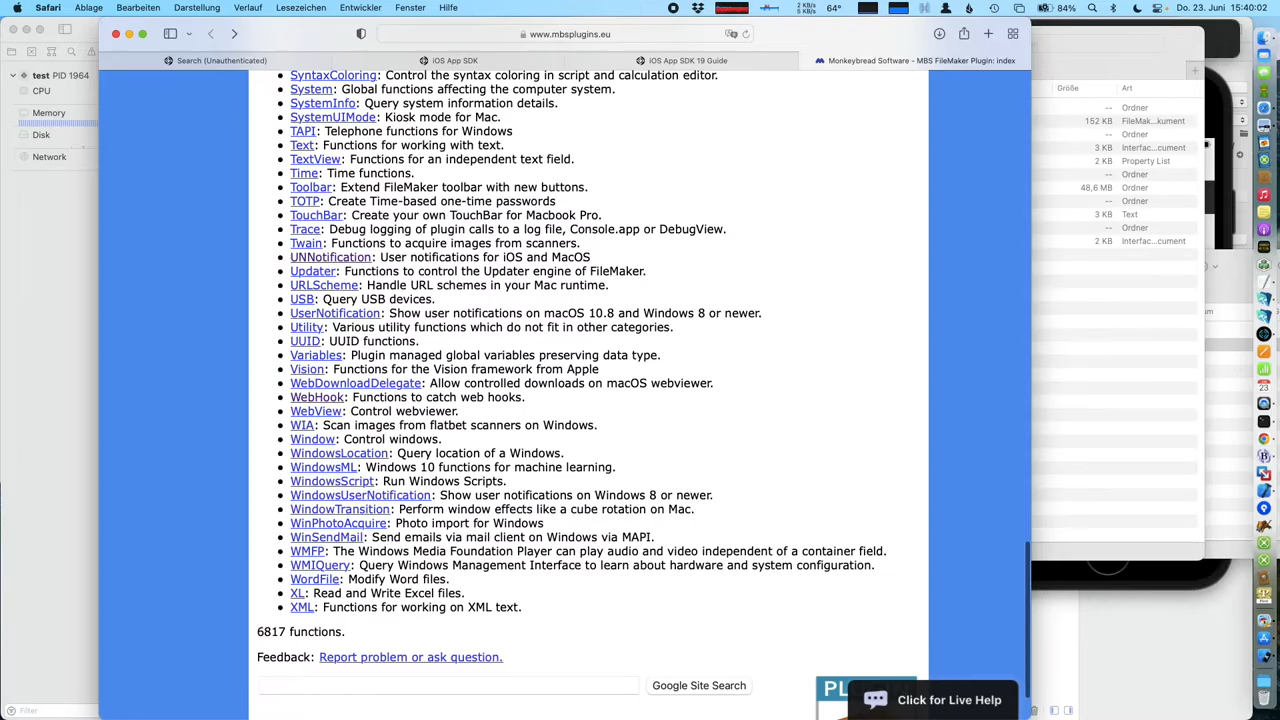 Safari Ablage Bearbeiten Darstellung Verlauf Lesezeichen Entwickler Fenster Hilfe
2 KB/s
6 KB/s
64° 84% Do. 23. Juni 15:40:02
www.mbsplugins.eu
Search (Unauthenticated)
iOS App SDK
iOS App SDK 19 Guide
Monkeybread Software - MBS FileMaker Plugin: index
test PID 1964
CPU
Memory
Disk
Network
Filter
SyntaxColoring: Control the syntax coloring in script and calculation editor.
System: Global functions affecting the computer system.
SystemInfo: Query system information details.
SystemUIMode: Kiosk mode for Mac.
TAPI: Telephone functions for Windows
Text: Functions for working with text.
TextView: Functions for an independent text field.
Time: Time functions.
Toolbar: Extend FileMaker toolbar with new buttons.
TOTP: Create Time-based one-time passwords
TouchBar: Create your own TouchBar for Macbook Pro.
Trace: Debug logging of plugin calls to a log file, Console.app or DebugView.
Twain: Functions to acquire images from scanners.
UNNotification: User notifications for iOS and MacOS
Updater: Functions to control the Updater engine of FileMaker.
URLScheme: Handle URL schemes in your Mac runtime.
USB: Query USB devices.
UserNotification: Show user notifications on macOS 10.8 and Windows 8 or newer.
Utility: Various utility functions which do not fit in other categories.
UUID: UUID functions.
Variables: Plugin managed global variables preserving data type.
Vision: Functions for the Vision framework from Apple
WebDownloadDelegate: Allow controlled downloads on macOS webviewer.
WebHook: Functions to catch web hooks.
WebView: Control webviewer.
WIA: Scan images from flatbet scanners on Windows.
Window: Control windows.
WindowsLocation: Query location of a Windows.
WindowsML: Windows 10 functions for machine learning.
WindowsScript: Run Windows Scripts.
WindowsUserNotification: Show user notifications on Windows 8 or newer.
WindowTransition: Perform window effects like a cube rotation on Mac.
WinPhotoAcquire: Photo import for Windows
WinSendMail: Send emails via mail client on Windows via MAPI.
WMFP: The Windows Media Foundation Player can play audio and video independent of a container field.
WMIQuery: Query Windows Management Interface to learn about hardware and system configuration.
WordFile: Modify Word files.
XL: Read and Write Excel files.
XML: Functions for working on XML text.
6817 functions.
Feedback: Report problem or ask question.
Google Site Search
PL
Click for Live Help
Größe Art
-- Ordner
152 KB FileMak...kument
-- Ordner
3 KB Interfac...cument
2 KB Property List
-- Ordner
48,6 MB Ordner
-- Ordner
3 KB Text
-- Ordner
2 KB Interfac...cument
23